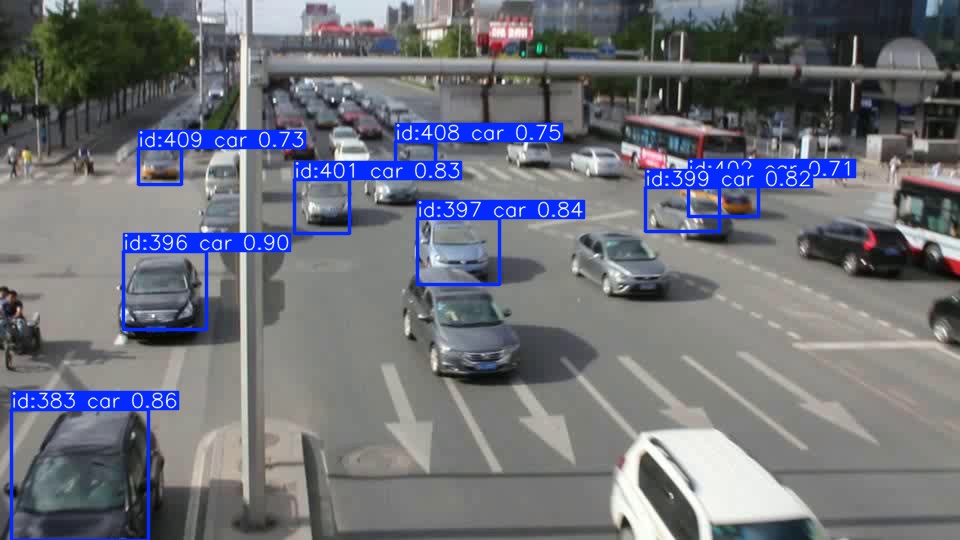 id:409 car 0.73
id:408 car 0.75
id:401 car 0.83
id:402 car 0.71
id:399 car 0.82
id:397 car 0.84
id:396 car 0.90
id:383 car 0.86